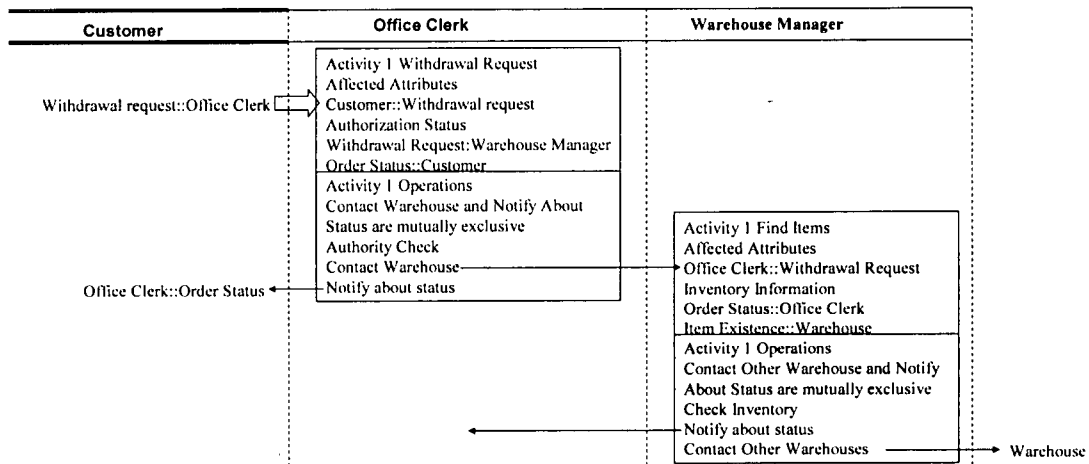 Customer
Office Clerk
Warehouse Manager
Withdrawal request::Office Clerk
Activity 1 Withdrawal Request
Affected Attributes
Customer::Withdrawal request
Authorization Status
Withdrawal Request:Warehouse Manager
Order Status::Customer
Activity 1 Operations
Contact Warehouse and Notify About
Status are mutually exclusive
Authority Check
Contact Warehouse
Notify about status
Office Clerk::Order Status
Activity 1 Find Items
Affected Attributes
Office Clerk::Withdrawal Request
Inventory Information
Order Status::Office Clerk
Item Existence::Warehouse
Activity 1 Operations
Contact Other Warehouse and Notify
About Status are mutually exclusive
Check Inventory
Notify about status
Contact Other Warehouses
Warehouse